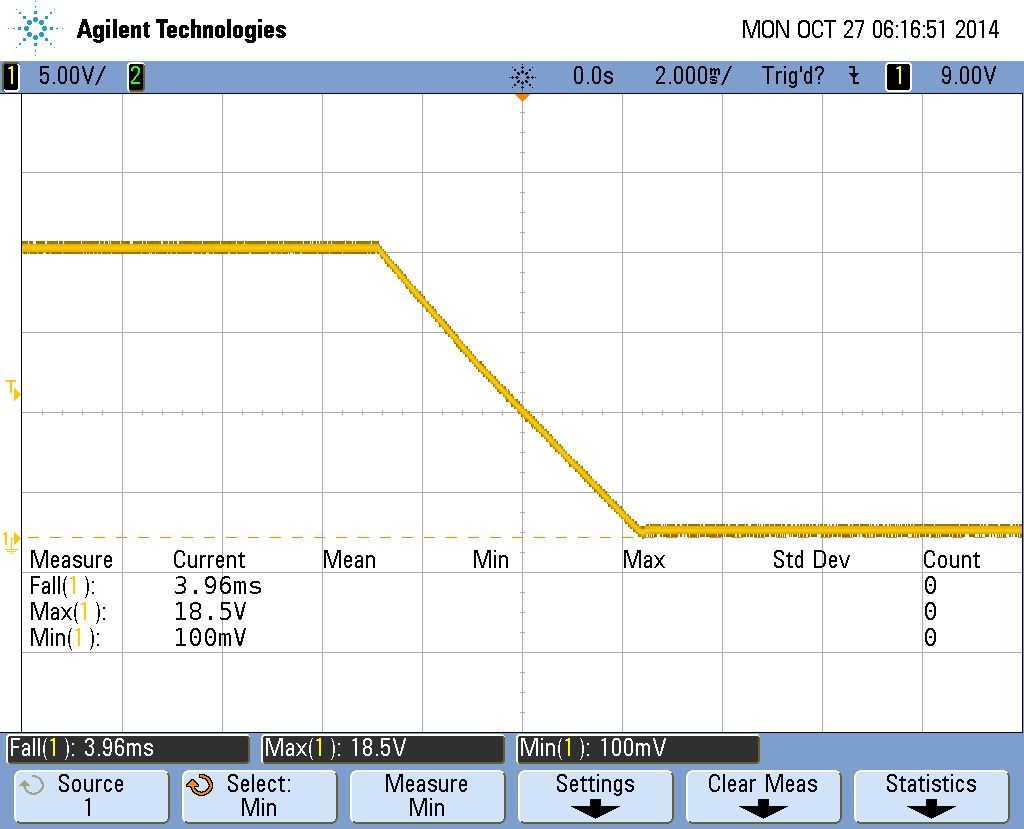 Agilent Technologies MON OCT 27 06:16:51 2014
1 5.00V/ 2 0.0s 2.000ms/ Trig'd? 1 9.00V
T
1
Measure Current Mean Min Max Std Dev Count
Fall(1): 3.96ms 0
Max(1): 18.5V 0
Min(1): 100mV 0
Fall(1): 3.96ms Max(1): 18.5V Min(1): 100mV
Source Select: Measure Settings Clear Meas Statistics
1 Min Min